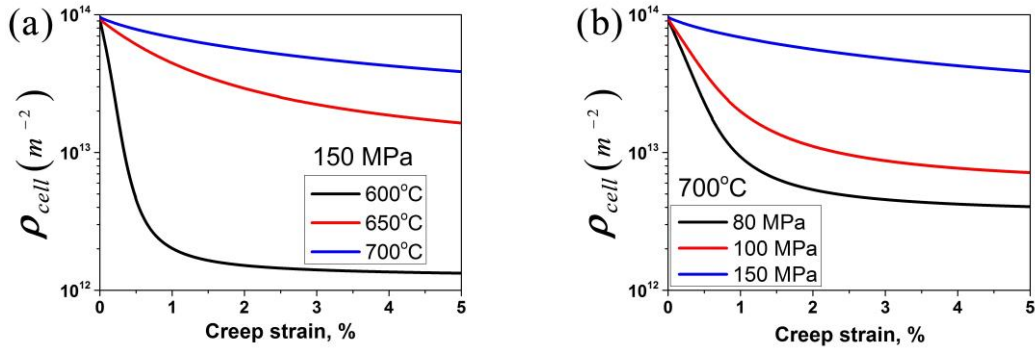 (a)
10¹⁴
10¹³
10¹²
ρcell (m⁻²)
150 MPa
600°C
650°C
700°C
0 1 2 3 4 5
Creep strain, %
(b)
10¹⁴
10¹³
10¹²
ρcell (m⁻²)
700°C
80 MPa
100 MPa
150 MPa
0 1 2 3 4 5
Creep strain, %